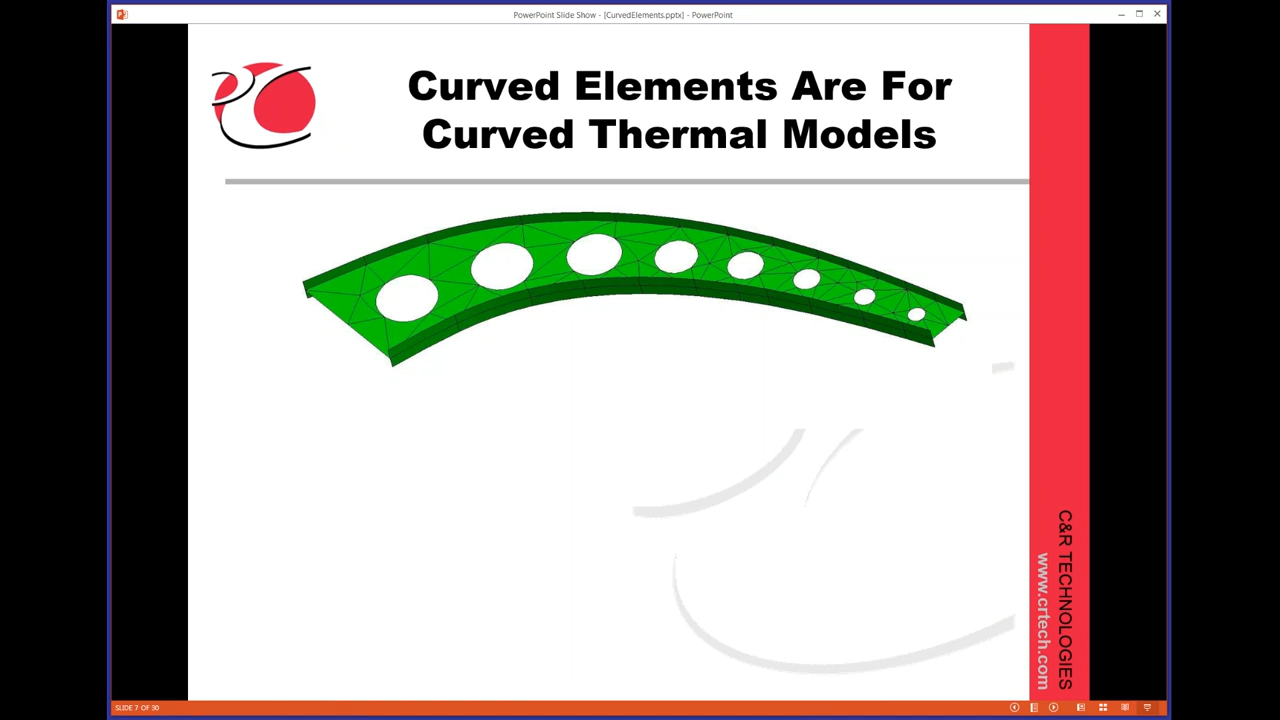 PowerPoint Slide Show - [CurvedElements.pptx] - PowerPoint
Curved Elements Are For
Curved Thermal Models
C&R TECHNOLOGIES
www.crtech.com
SLIDE 7 OF 30